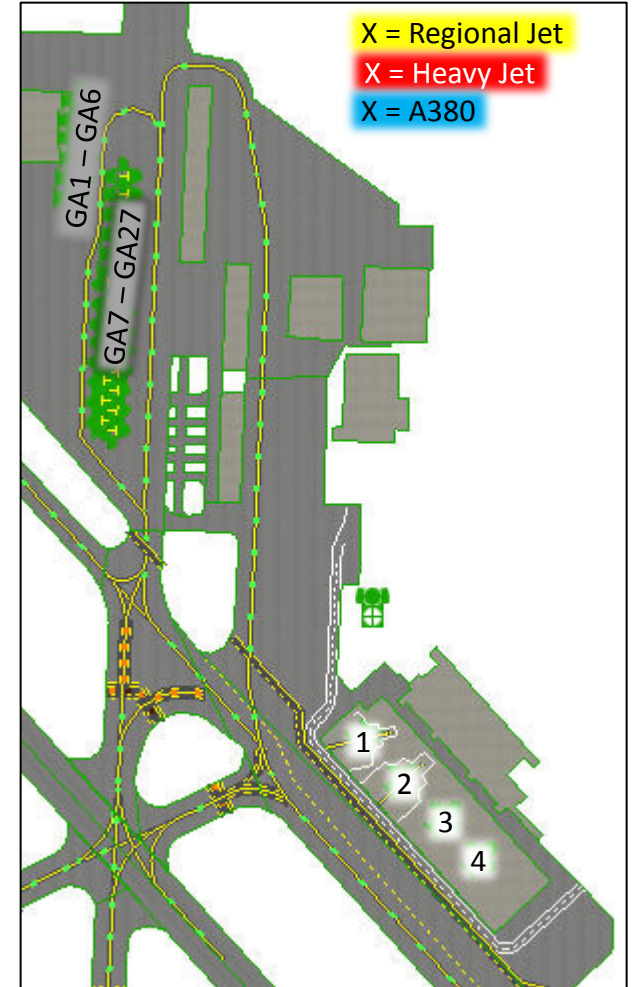 X = Regional Jet
X = Heavy Jet
X = A380
GA1 – GA6
GA7 – GA27
1
2
3
4